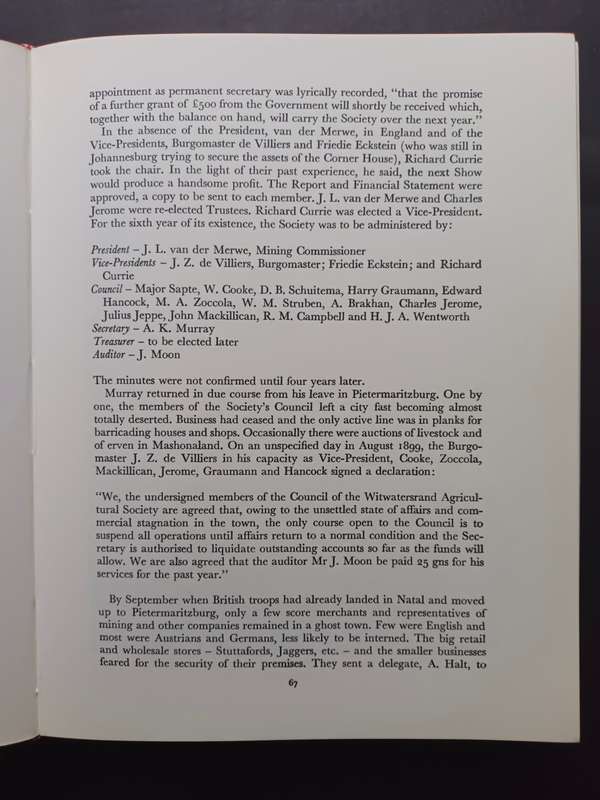 appointment as permanent secretary was lyrically recorded, "that the promise
of a further grant of £500 from the Government will shortly be received which,
together with the balance on hand, will carry the Society over the next year."
In the absence of the President, van der Merwe, in England and of the
Vice-Presidents, Burgomaster de Villiers and Friedie Eckstein (who was still in
Johannesburg trying to secure the assets of the Corner House), Richard Currie
took the chair. In the light of their past experience, he said, the next Show
would produce a handsome profit. The Report and Financial Statement were
approved, a copy to be sent to each member. J. L. van der Merwe and Charles
Jerome were re-elected Trustees. Richard Currie was elected a Vice-President.
For the sixth year of its existence, the Society was to be administered by:
President – J. L. van der Merwe, Mining Commissioner
Vice-Presidents – J. Z. de Villiers, Burgomaster; Friedie Eckstein; and Richard
Currie
Council – Major Sapte, W. Cooke, D. B. Schuitema, Harry Graumann, Edward
Hancock, M. A. Zoccola, W. M. Struben, A. Brakhan, Charles Jerome,
Julius Jeppe, John Mackillican, R. M. Campbell and H. J. A. Wentworth
Secretary – A. K. Murray
Treasurer – to be elected later
Auditor – J. Moon
The minutes were not confirmed until four years later.
Murray returned in due course from his leave in Pietermaritzburg. One by
one, the members of the Society's Council left a city fast becoming almost
totally deserted. Business had ceased and the only active line was in planks for
barricading houses and shops. Occasionally there were auctions of livestock and
of erven in Mashonaland. On an unspecified day in August 1899, the Burgo-
master J. Z. de Villiers in his capacity as Vice-President, Cooke, Zoccola,
Mackillican, Jerome, Graumann and Hancock signed a declaration:
"We, the undersigned members of the Council of the Witwatersrand Agricul-
tural Society are agreed that, owing to the unsettled state of affairs and com-
mercial stagnation in the town, the only course open to the Council is to
suspend all operations until affairs return to a normal condition and the Sec-
retary is authorised to liquidate outstanding accounts so far as the funds will
allow. We are also agreed that the auditor Mr J. Moon be paid 25 gns for his
services for the past year."
By September when British troops had already landed in Natal and moved
up to Pietermaritzburg, only a few score merchants and representatives of
mining and other companies remained in a ghost town. Few were English and
most were Austrians and Germans, less likely to be interned. The big retail
and wholesale stores – Stuttafords, Jaggers, etc. – and the smaller businesses
feared for the security of their premises. They sent a delegate, A. Halt, to
67